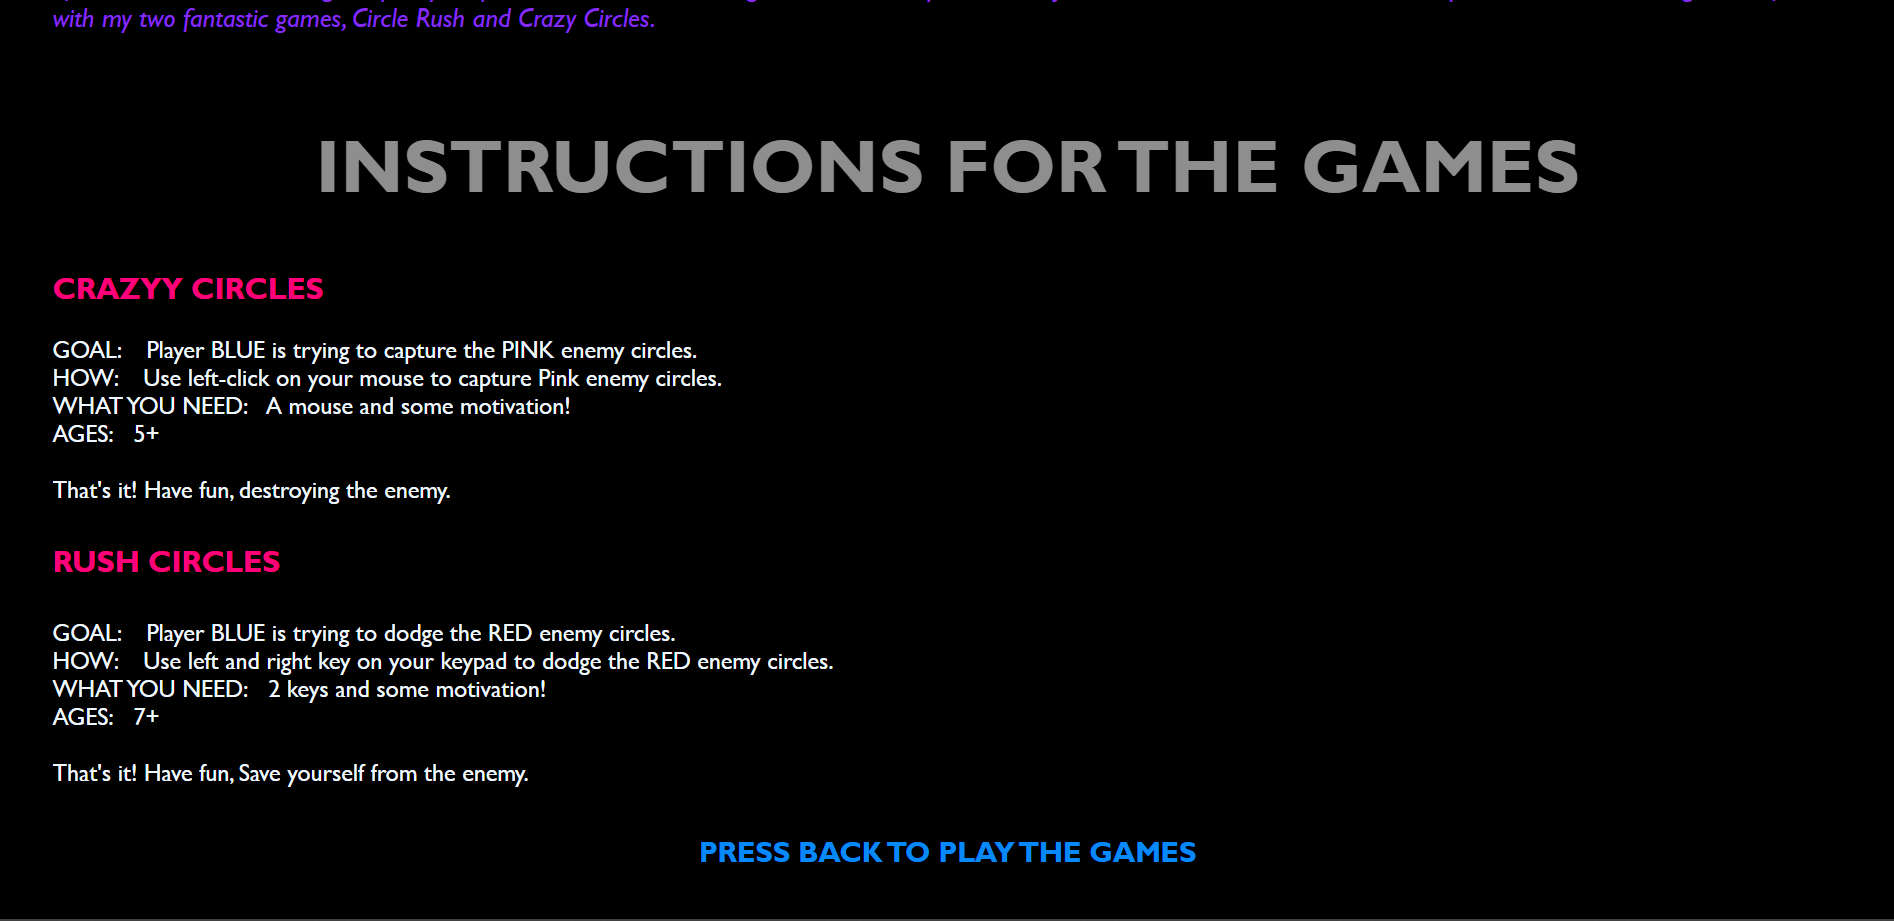 with my two fantastic games, Circle Rush and Crazy Circles.
INSTRUCTIONS FOR THE GAMES
CRAZYY CIRCLES
GOAL: Player BLUE is trying to capture the PINK enemy circles.
HOW: Use left-click on your mouse to capture Pink enemy circles.
WHAT YOU NEED: A mouse and some motivation!
AGES: 5+
That's it! Have fun, destroying the enemy.
RUSH CIRCLES
GOAL: Player BLUE is trying to dodge the RED enemy circles.
HOW: Use left and right key on your keypad to dodge the RED enemy circles.
WHAT YOU NEED: 2 keys and some motivation!
AGES: 7+
That's it! Have fun, Save yourself from the enemy.
PRESS BACK TO PLAY THE GAMES